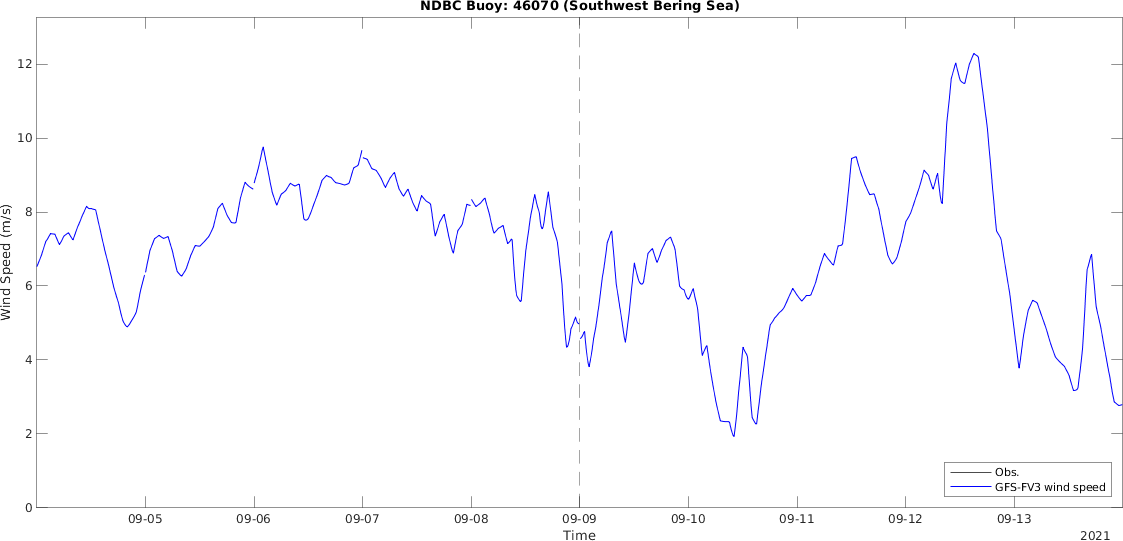 NDBC Buoy: 46070 (Southwest Bering Sea)
Wind Speed (m/s)
12
10
8
6
4
2
0
09-05 09-06 09-07 09-08 09-09 09-10 09-11 09-12 09-13
Time
2021
Obs.
GFS-FV3 wind speed